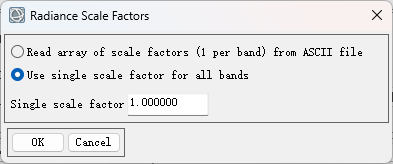 Radiance Scale Factors
Read array of scale factors (1 per band) from ASCII file
Use single scale factor for all bands
Single scale factor 1.000000
OK Cancel